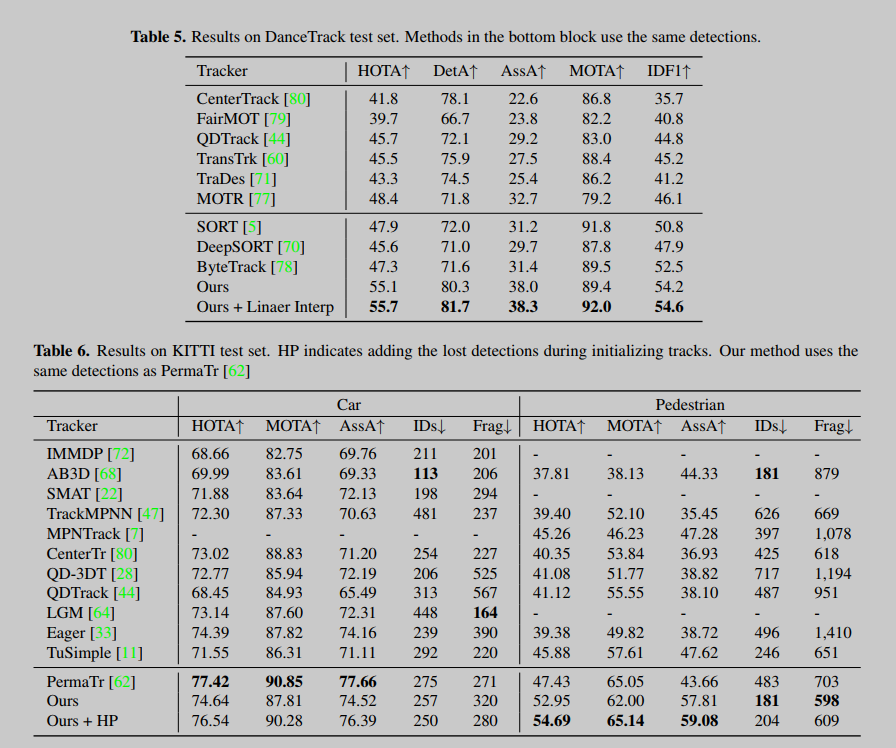 Table 5. Results on DanceTrack test set. Methods in the bottom block use the same detections.
Tracker HOTA↑ DetA↑ AssA↑ MOTA↑ IDF1↑
CenterTrack [80] 41.8 78.1 22.6 86.8 35.7
FairMOT [79] 39.7 66.7 23.8 82.2 40.8
QDTrack [44] 45.7 72.1 29.2 83.0 44.8
TransTrk [60] 45.5 75.9 27.5 88.4 45.2
TraDes [71] 43.3 74.5 25.4 86.2 41.2
MOTR [77] 48.4 71.8 32.7 79.2 46.1
SORT [5] 47.9 72.0 31.2 91.8 50.8
DeepSORT [70] 45.6 71.0 29.7 87.8 47.9
ByteTrack [78] 47.3 71.6 31.4 89.5 52.5
Ours 55.1 80.3 38.0 89.4 54.2
Ours + Linaer Interp 55.7 81.7 38.3 92.0 54.6
Table 6. Results on KITTI test set. HP indicates adding the lost detections during initializing tracks. Our method uses the
same detections as PermaTr [62]
Car Pedestrian
Tracker HOTA↑ MOTA↑ AssA↑ IDs↓ Frag↓ HOTA↑ MOTA↑ AssA↑ IDs↓ Frag↓
IMMDP [72] 68.66 82.75 69.76 211 201 - - - - -
AB3D [68] 69.99 83.61 69.33 113 206 37.81 38.13 44.33 181 879
SMAT [22] 71.88 83.64 72.13 198 294 - - - - -
TrackMPNN [47] 72.30 87.33 70.63 481 237 39.40 52.10 35.45 626 669
MPNTrack [7] - - - - - 45.26 46.23 47.28 397 1,078
CenterTr [80] 73.02 88.83 71.20 254 227 40.35 53.84 36.93 425 618
QD-3DT [28] 72.77 85.94 72.19 206 525 41.08 51.77 38.82 717 1,194
QDTrack [44] 68.45 84.93 65.49 313 567 41.12 55.55 38.10 487 951
LGM [64] 73.14 87.60 72.31 448 164 - - - - -
Eager [33] 74.39 87.82 74.16 239 390 39.38 49.82 38.72 496 1,410
TuSimple [11] 71.55 86.31 71.11 292 220 45.88 57.61 47.62 246 651
PermaTr [62] 77.42 90.85 77.66 275 271 47.43 65.05 43.66 483 703
Ours 74.64 87.81 74.52 257 320 52.95 62.00 57.81 181 598
Ours + HP 76.54 90.28 76.39 250 280 54.69 65.14 59.08 204 609